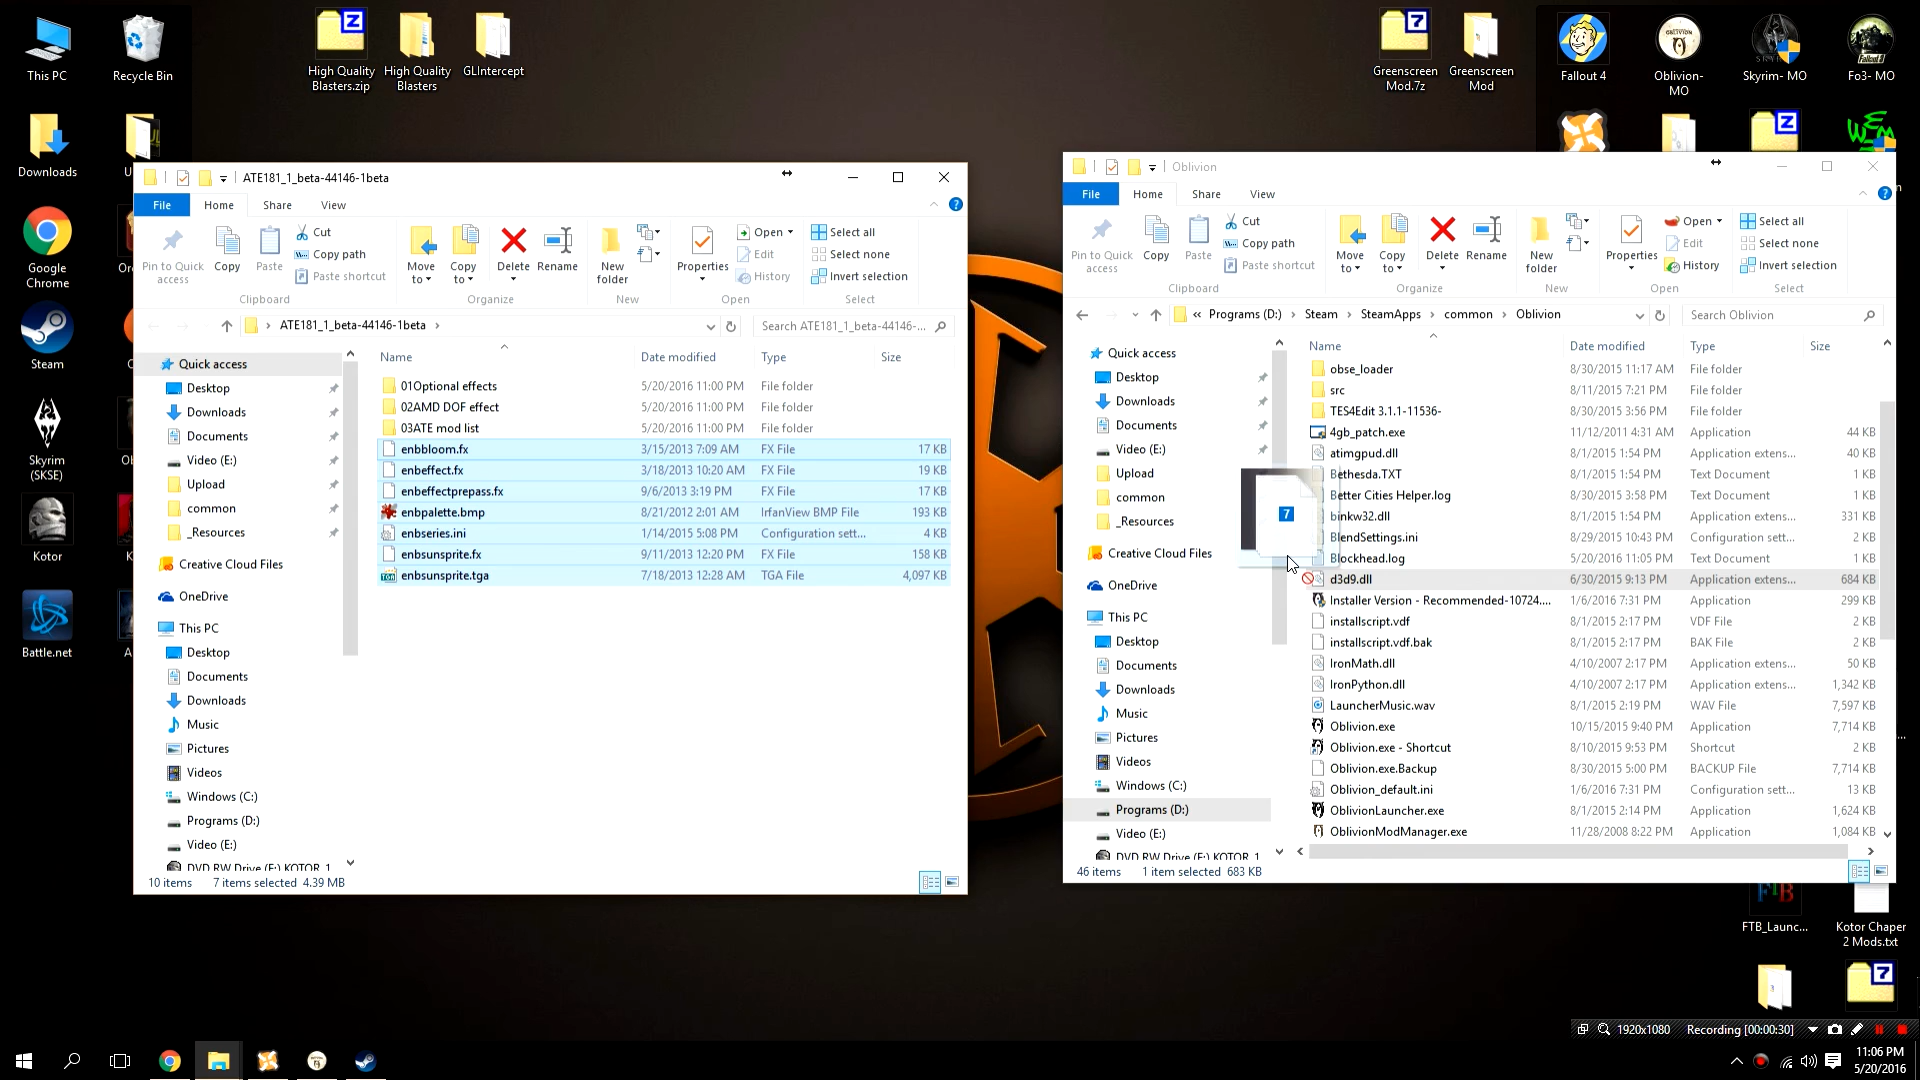 This PC
Recycle Bin
High Quality Blasters.zip
High Quality Blasters
GLIntercept
Greenscreen Mod.7z
Greenscreen Mod
Fallout 4
Oblivion- MO
Skyrim- MO
Fo3- MO
Downloads
Google Chrome
Steam
Skyrim (SKSE)
Kotor
Battle.net
ATE181_1_beta-44146-1beta
File Home Share View
Pin to Quick access
Copy
Paste
Cut
Copy path
Paste shortcut
Move to
Copy to
Delete
Rename
New folder
Properties
Open
Edit
History
Select all
Select none
Invert selection
Clipboard Organize New Open Select
ATE181_1_beta-44146-1beta
Search ATE181_1_beta-44146-...
Quick access
Desktop
Downloads
Documents
Video (E:)
Upload
common
_Resources
Creative Cloud Files
OneDrive
This PC
Desktop
Documents
Downloads
Music
Pictures
Videos
Windows (C:)
Programs (D:)
Video (E:)
DVD RW Drive (F:) KOTOR_1
Name Date modified Type Size
01Optional effects 5/20/2016 11:00 PM File folder
02AMD DOF effect 5/20/2016 11:00 PM File folder
03ATE mod list 5/20/2016 11:00 PM File folder
enbbloom.fx 3/15/2013 7:09 AM FX File 17 KB
enbeffect.fx 3/18/2013 10:20 AM FX File 19 KB
enbeffectprepass.fx 9/6/2013 3:19 PM FX File 17 KB
enbpalette.bmp 8/21/2012 2:01 AM IrfanView BMP File 193 KB
enbseries.ini 1/14/2015 5:08 PM Configuration sett... 4 KB
enbsunsprite.fx 9/11/2013 12:20 PM FX File 158 KB
enbsunsprite.tga 7/18/2013 12:28 AM TGA File 4,097 KB
10 items 7 items selected 4.39 MB
Oblivion
File Home Share View
Pin to Quick access
Copy
Paste
Cut
Copy path
Paste shortcut
Move to
Copy to
Delete
Rename
New folder
Properties
Open
Edit
History
Select all
Select none
Invert selection
Clipboard Organize New Open Select
« Programs (D:) Steam SteamApps common Oblivion
Search Oblivion
Quick access
Desktop
Downloads
Documents
Video (E:)
Upload
common
_Resources
Creative Cloud Files
OneDrive
This PC
Desktop
Documents
Downloads
Music
Pictures
Videos
Windows (C:)
Programs (D:)
Video (E:)
DVD RW Drive (F:) KOTOR_1
7
Name Date modified Type Size
obse_loader 8/30/2015 11:17 AM File folder
src 8/11/2015 7:21 PM File folder
TES4Edit 3.1.1-11536- 8/30/2015 3:56 PM File folder
4gb_patch.exe 11/12/2011 4:31 AM Application 44 KB
atimgpud.dll 8/1/2015 1:54 PM Application extens... 40 KB
Bethesda.TXT 8/1/2015 1:54 PM Text Document 1 KB
Better Cities Helper.log 8/30/2015 3:58 PM Text Document 1 KB
binkw32.dll 8/1/2015 1:54 PM Application extens... 331 KB
BlendSettings.ini 8/29/2015 10:43 PM Configuration sett... 2 KB
Blockhead.log 5/20/2016 11:05 PM Text Document 1 KB
d3d9.dll 6/30/2015 9:13 PM Application extens... 684 KB
Installer Version - Recommended-10724.... 1/6/2016 7:31 PM Application 299 KB
installscript.vdf 8/1/2015 2:17 PM VDF File 2 KB
installscript.vdf.bak 8/1/2015 2:17 PM BAK File 2 KB
IronMath.dll 4/10/2007 2:17 PM Application extens... 50 KB
IronPython.dll 4/10/2007 2:17 PM Application extens... 1,342 KB
LauncherMusic.wav 8/1/2015 2:19 PM WAV File 7,597 KB
Oblivion.exe 10/15/2015 9:40 PM Application 7,714 KB
Oblivion.exe - Shortcut 8/10/2015 9:53 PM Shortcut 2 KB
Oblivion.exe.Backup 8/30/2015 5:00 PM BACKUP File 7,714 KB
Oblivion_default.ini 1/6/2016 7:31 PM Configuration sett... 13 KB
OblivionLauncher.exe 8/1/2015 2:14 PM Application 1,624 KB
OblivionModManager.exe 11/28/2008 8:22 PM Application 1,084 KB
46 items 1 item selected 683 KB
FTB
FTB_Launc...
Kotor Chaper 2 Mods.txt
1920x1080 Recording [00:00:30]
11:06 PM
5/20/2016